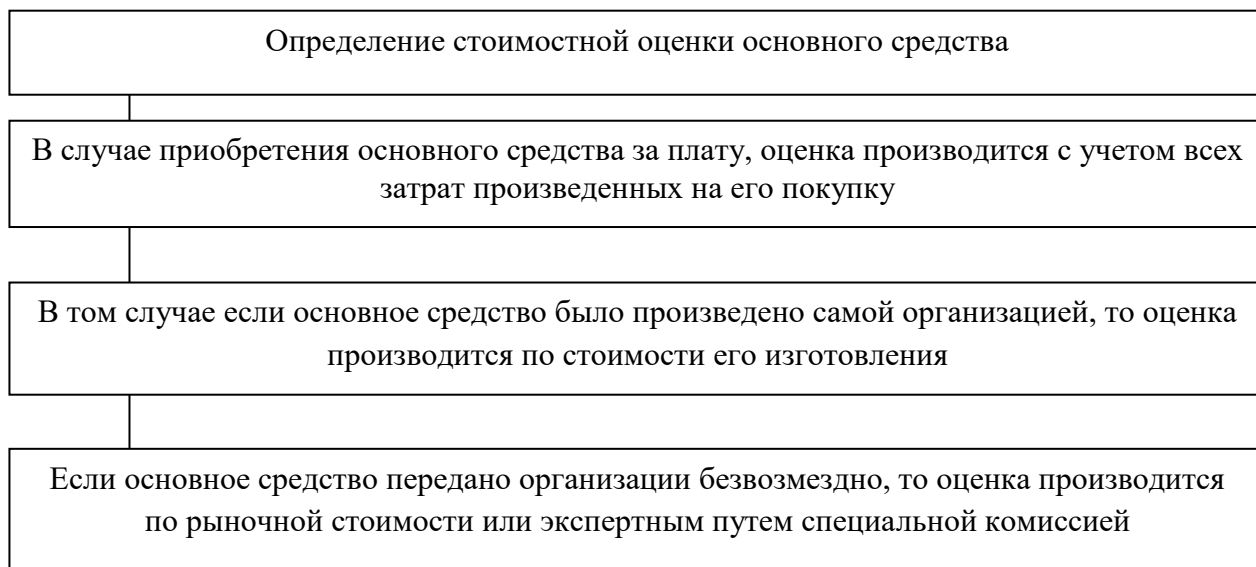 Определение стоимостной оценки основного средства
В случае приобретения основного средства за плату, оценка производится с учетом всех
затрат произведенных на его покупку
В том случае если основное средство было произведено самой организацией, то оценка
производится по стоимости его изготовления
Если основное средство передано организации безвозмездно, то оценка производится
по рыночной стоимости или экспертным путем специальной комиссией